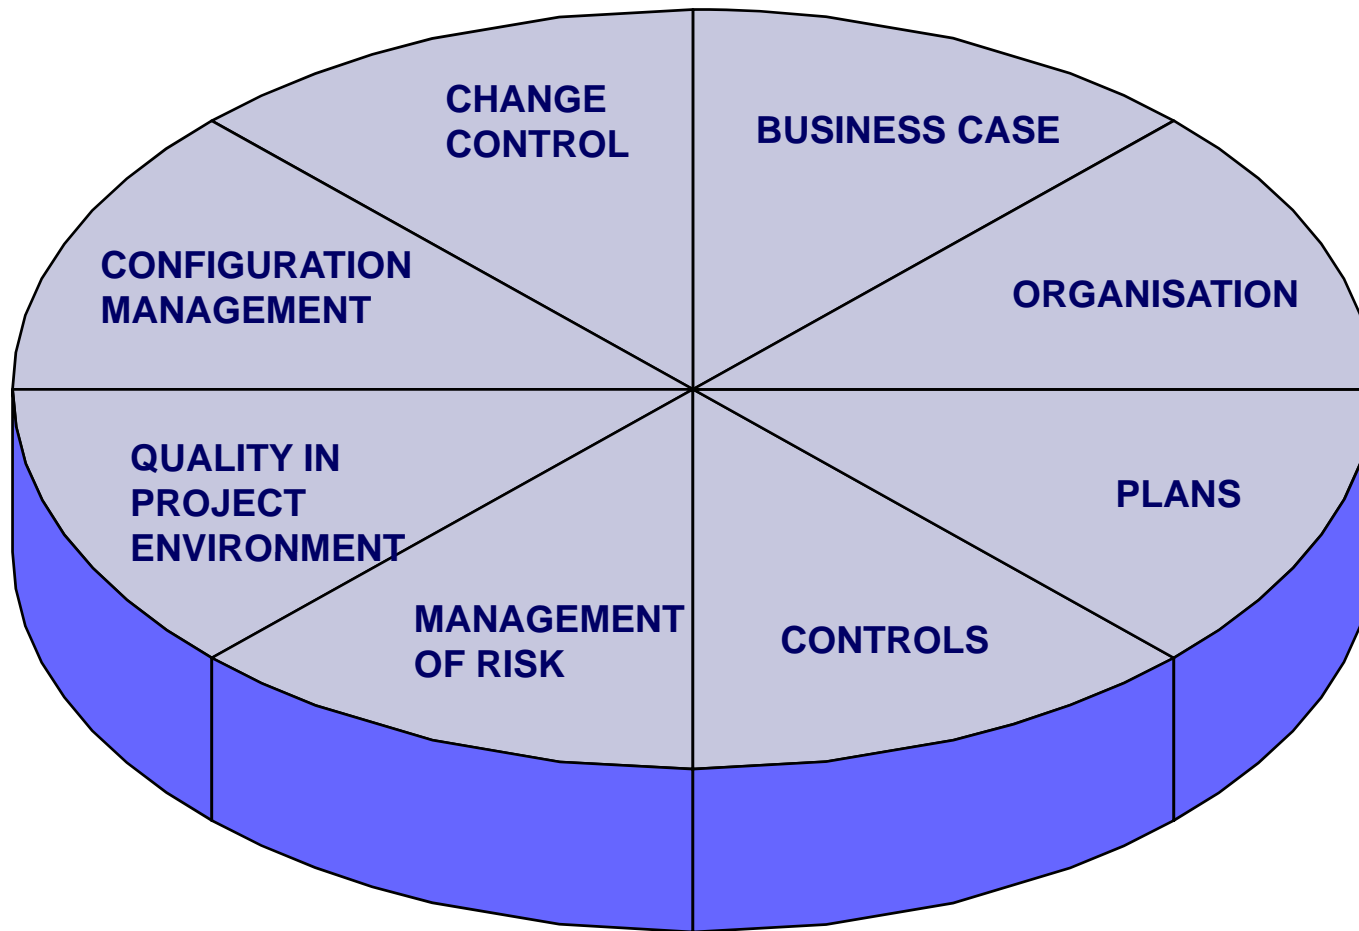 CHANGE
CONTROL
BUSINESS CASE
CONFIGURATION
MANAGEMENT
ORGANISATION
QUALITY IN
PROJECT
ENVIRONMENT
PLANS
MANAGEMENT
OF RISK
CONTROLS